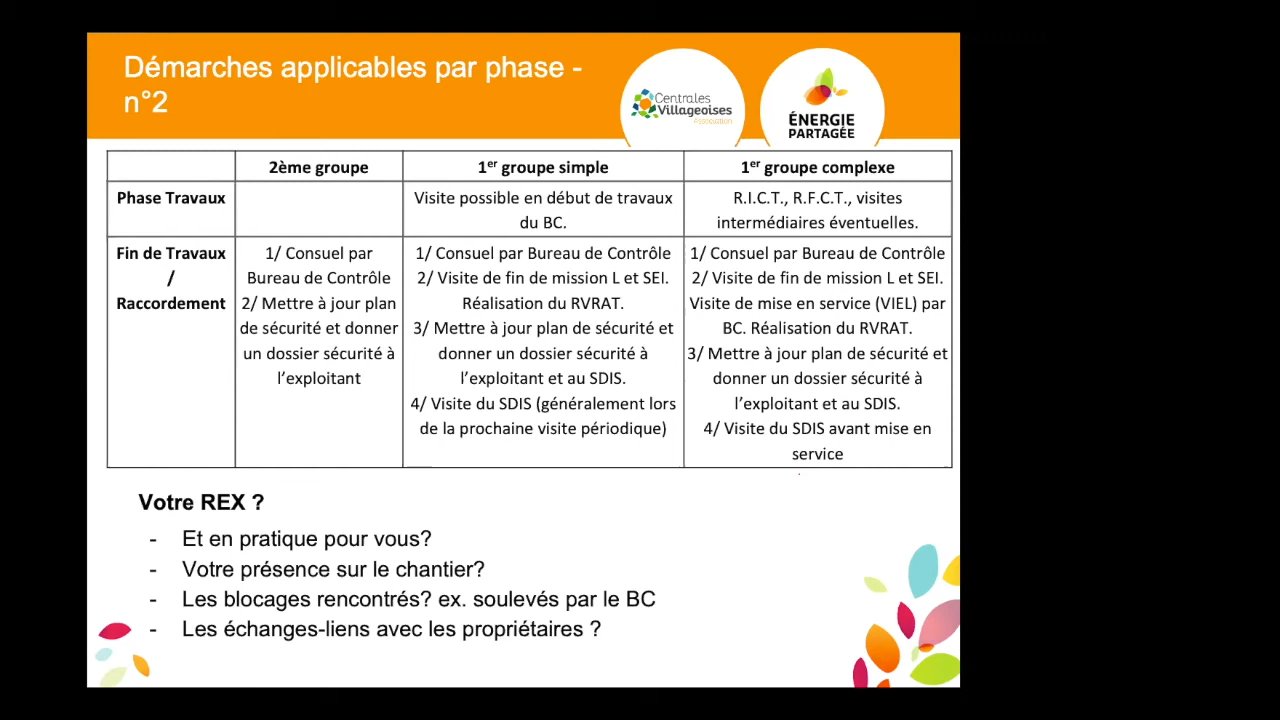 Démarches applicables par phase -
n°2
Centrales
Villageoises
Association
ÉNERGIE
PARTAGÉE
2ème groupe
1er groupe simple
1er groupe complexe
Phase Travaux
Visite possible en début de travaux
du BC.
R.I.C.T., R.F.C.T., visites
intermédiaires éventuelles.
Fin de Travaux
/
Raccordement
1/ Consuel par
Bureau de Contrôle
2/ Mettre à jour plan
de sécurité et donner
un dossier sécurité à
l'exploitant
1/ Consuel par Bureau de Contrôle
2/ Visite de fin de mission L et SEI.
Réalisation du RVRAT.
3/ Mettre à jour plan de sécurité et
donner un dossier sécurité à
l'exploitant et au SDIS.
4/ Visite du SDIS (généralement lors
de la prochaine visite périodique)
1/ Consuel par Bureau de Contrôle
2/ Visite de fin de mission L et SEI.
Visite de mise en service (VIEL) par
BC. Réalisation du RVRAT.
3/ Mettre à jour plan de sécurité et
donner un dossier sécurité à
l'exploitant et au SDIS.
4/ Visite du SDIS avant mise en
service
Votre REX ?
- Et en pratique pour vous?
- Votre présence sur le chantier?
- Les blocages rencontrés? ex. soulevés par le BC
- Les échanges-liens avec les propriétaires ?